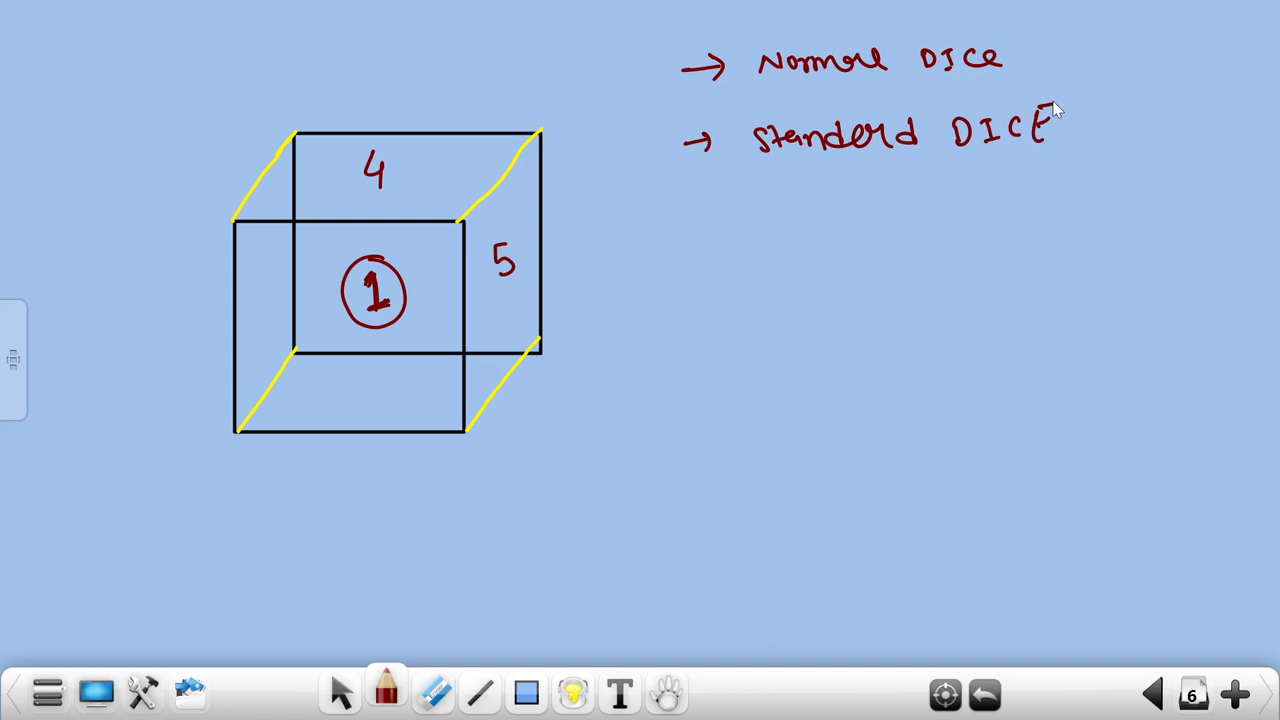 → Normal DICe
→ Standerd DICE
4
5
1
6